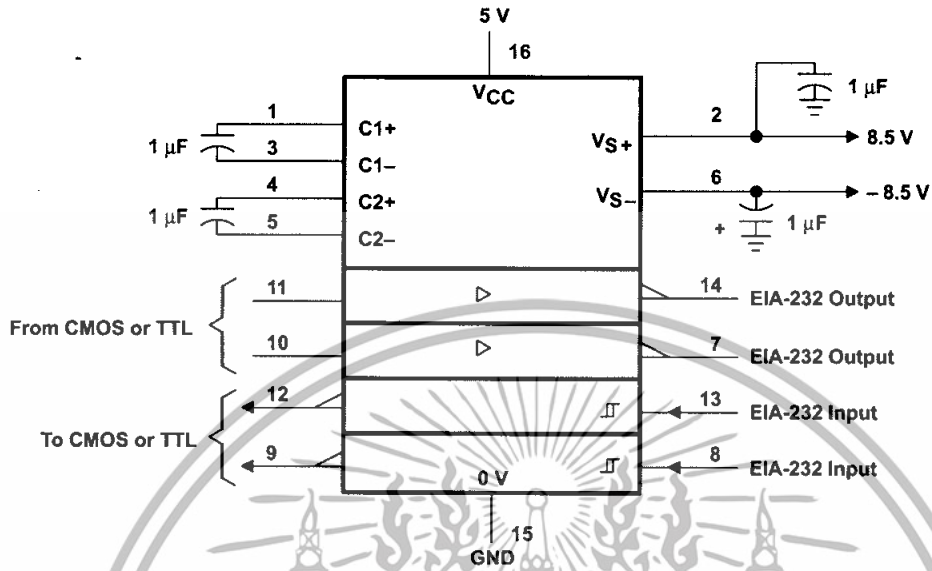 5 V
16
VCC
1 µF
1
C1+
3
C1–
1 µF
4
C2+
5
C2–
2
VS+
1 µF
8.5 V
6
VS–
– 8.5 V
+
1 µF
From CMOS or TTL
11
14
EIA-232 Output
10
7
EIA-232 Output
To CMOS or TTL
12
13
EIA-232 Input
9
8
EIA-232 Input
0 V
15
GND